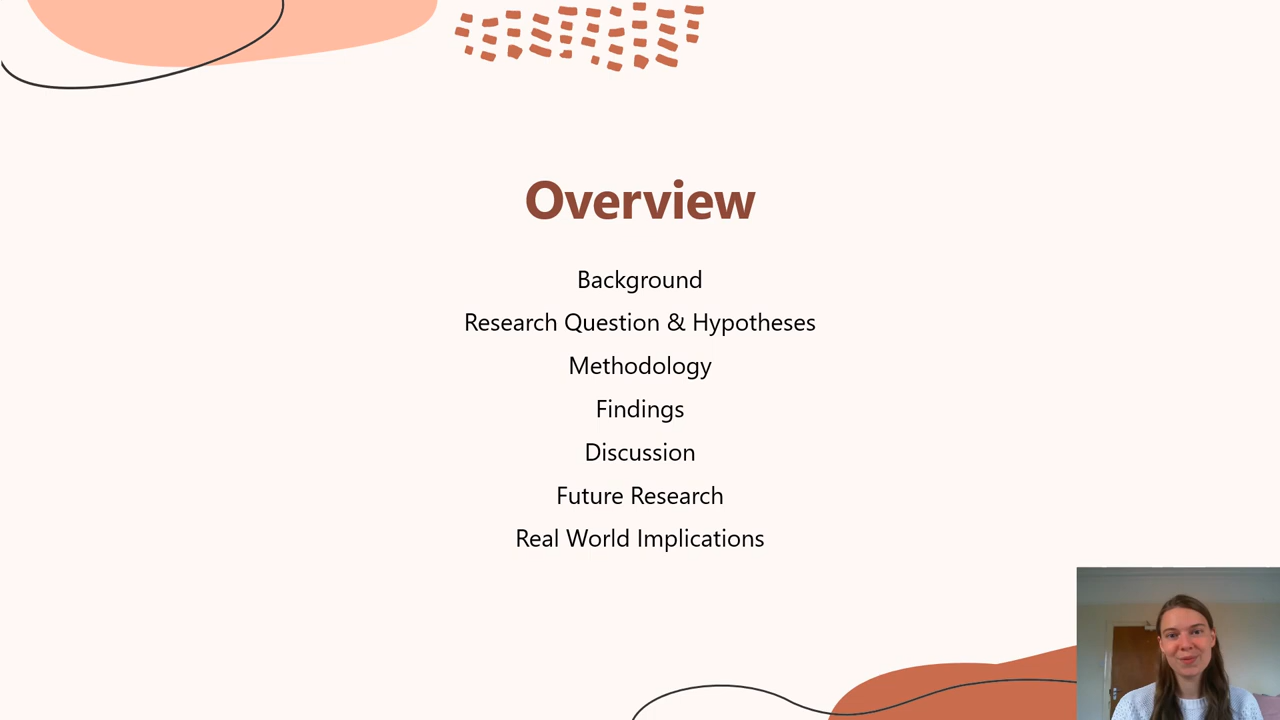 Overview
Background
Research Question & Hypotheses
Methodology
Findings
Discussion
Future Research
Real World Implications